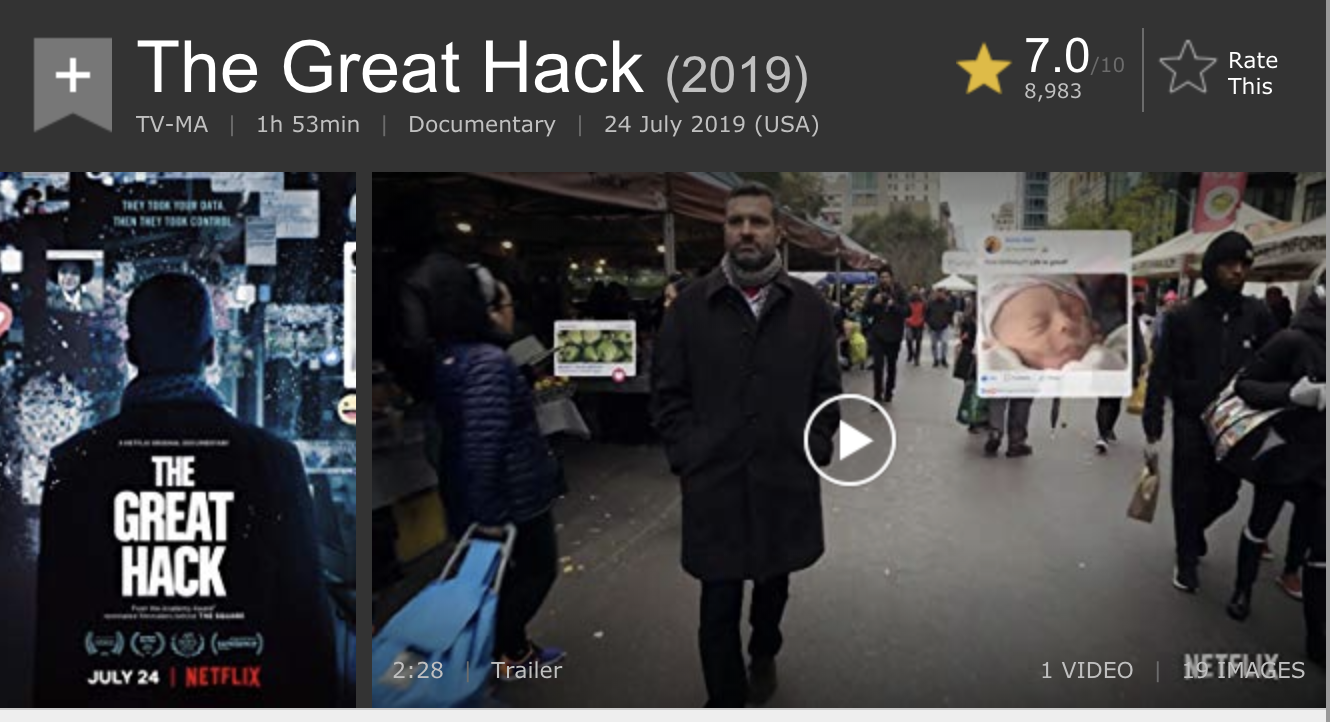 The Great Hack (2019)
TV-MA | 1h 53min | Documentary | 24 July 2019 (USA)
7.0/10
8,983
Rate
This
THEY TOOK YOUR DATA.
THEN THEY TOOK CONTROL.
A NETFLIX ORIGINAL DOCUMENTARY
THE
GREAT
HACK
From the Academy Award®
filmmakers behind THE SQUARE
JULY 24 | NETFLIX
2:28 | Trailer
1 VIDEO | 19 IMAGES
NETFLIX